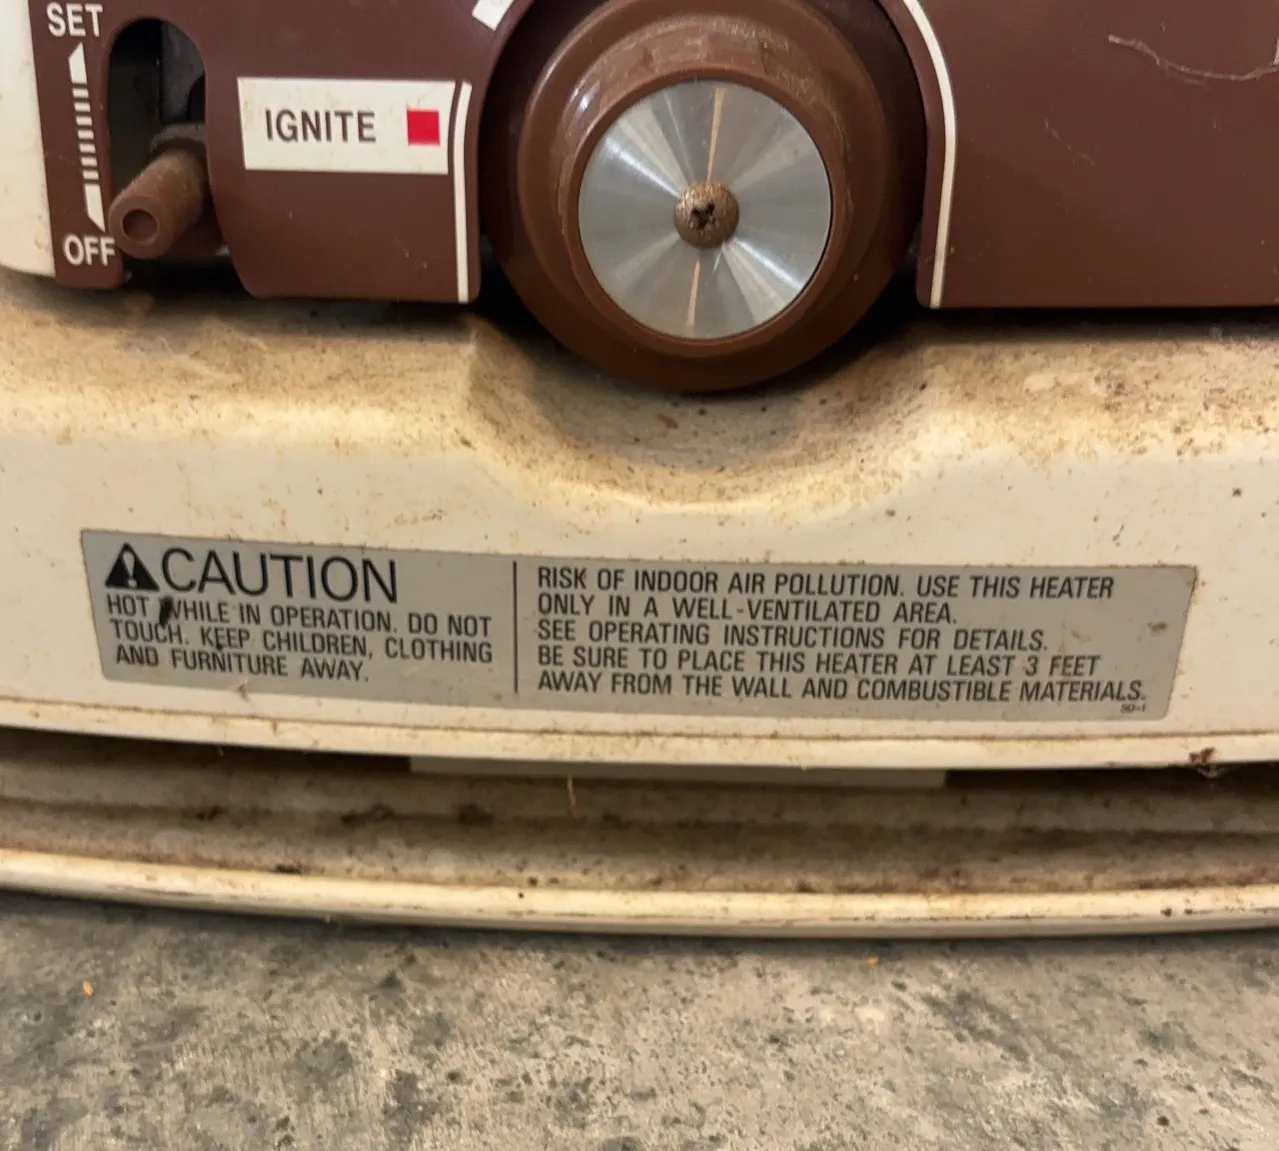 SET
IGNITE
OFF
CAUTION
HOT WHILE IN OPERATION. DO NOT
TOUCH. KEEP CHILDREN, CLOTHING
AND FURNITURE AWAY.
RISK OF INDOOR AIR POLLUTION. USE THIS HEATER
ONLY IN A WELL-VENTILATED AREA.
SEE OPERATING INSTRUCTIONS FOR DETAILS.
BE SURE TO PLACE THIS HEATER AT LEAST 3 FEET
AWAY FROM THE WALL AND COMBUSTIBLE MATERIALS.